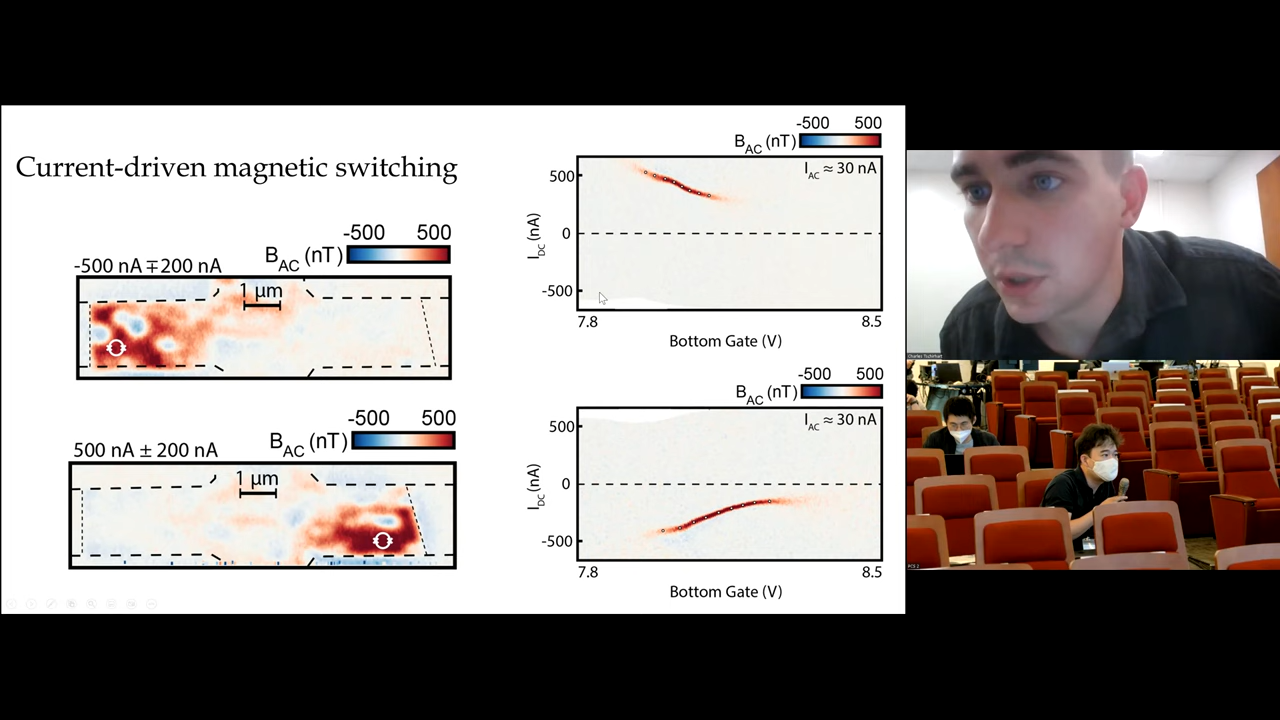 Current-driven magnetic switching
-500 500
B_AC (nT)
-500 nA ∓ 200 nA
1 μm
-500 500
B_AC (nT)
500 nA ± 200 nA
1 μm
-500 500
B_AC (nT)
I_AC ≈ 30 nA
500
0
-500
I_DC (nA)
7.8 8.5
Bottom Gate (V)
-500 500
B_AC (nT)
I_AC ≈ 30 nA
500
0
-500
I_DC (nA)
7.8 8.5
Bottom Gate (V)
PCS 2